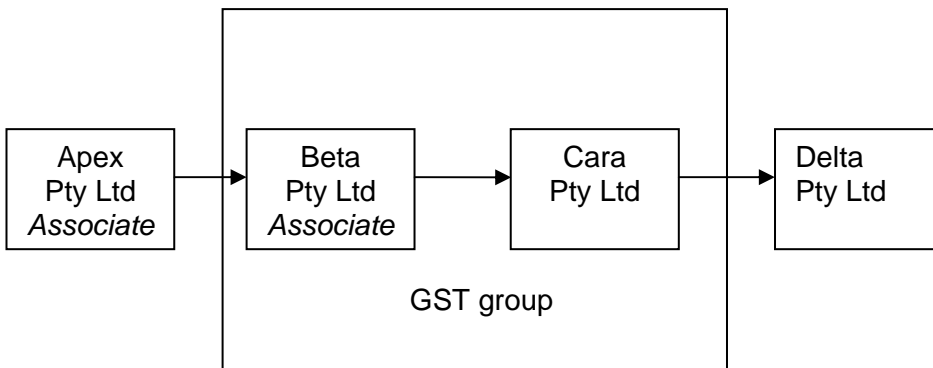 Apex
Pty Ltd
Associate
Beta
Pty Ltd
Associate
Cara
Pty Ltd
Delta
Pty Ltd
GST group